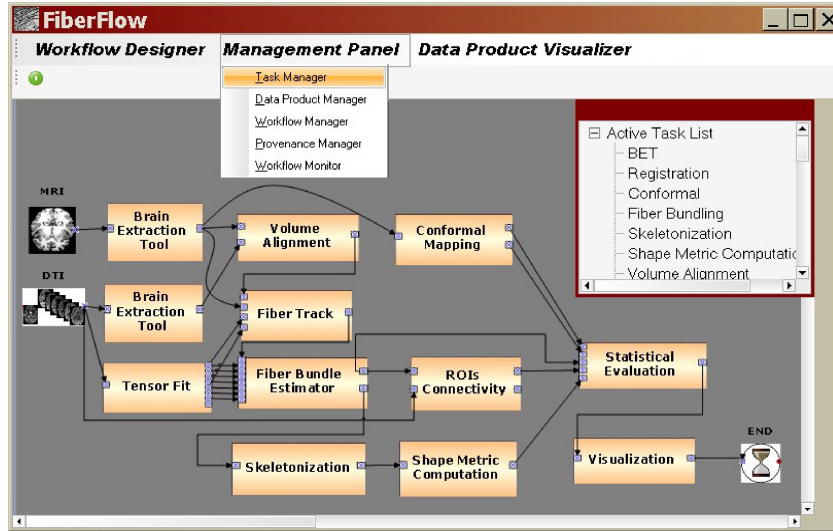 FiberFlow
Workflow Designer Management Panel Data Product Visualizer
Task Manager
Data Product Manager
Workflow Manager
Provenance Manager
Workflow Monitor
Active Task List
BET
Registration
Conformal
Fiber Bundling
Skeletonization
Shape Metric Computatic
Volume Alignment
MRI
Brain
Extraction
Tool
Volume
Alignment
Conformal
Mapping
DTI
Brain
Extraction
Tool
Fiber Track
Tensor Fit
Fiber Bundle
Estimator
ROIs
Connectivity
Statistical
Evaluation
Skeletonization
Shape Metric
Computation
Visualization
END